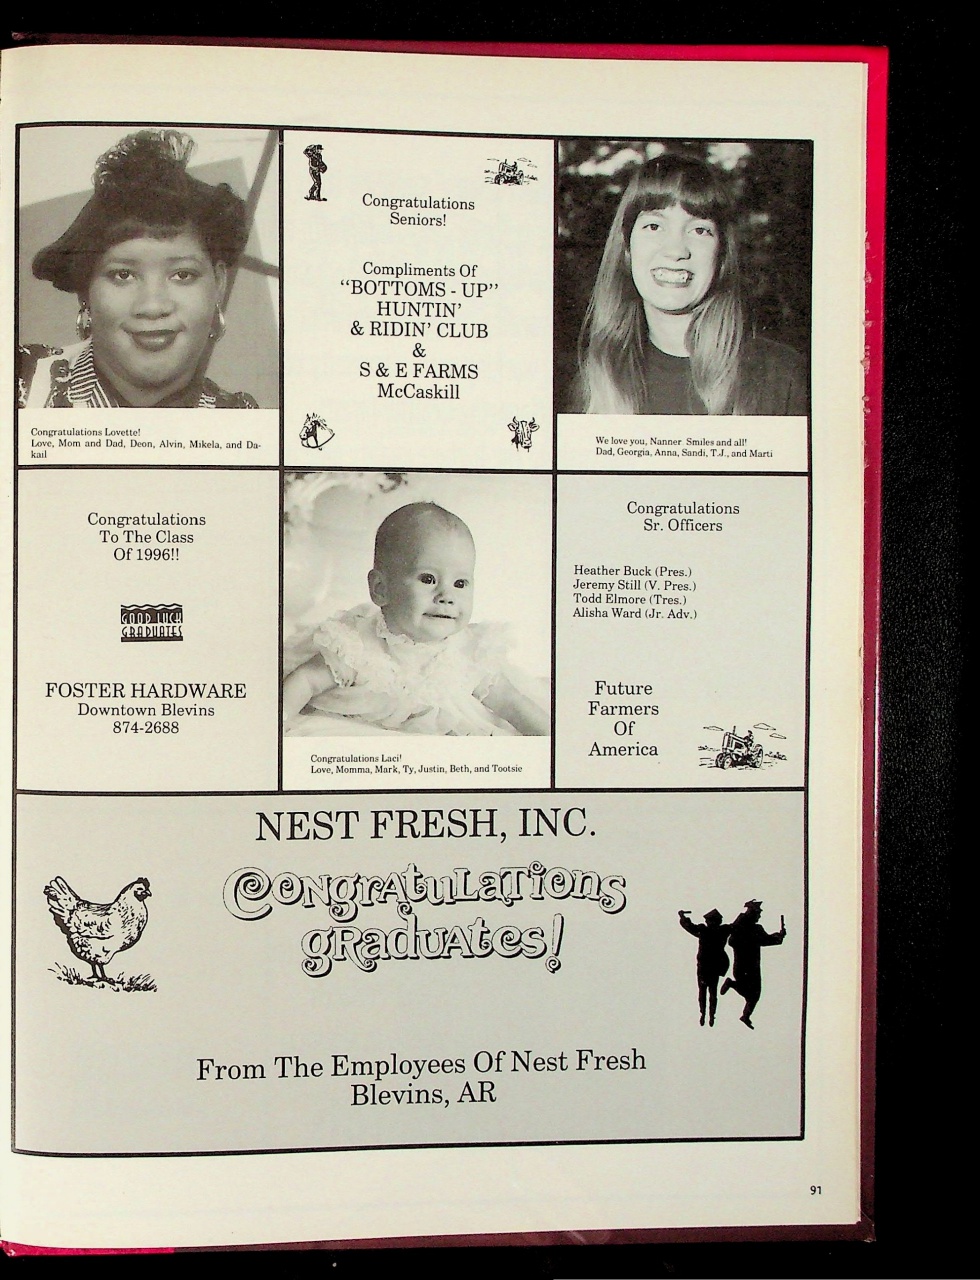 Congratulations Lovette!
Love, Mom and Dad, Deon, Alvin, Mikela, and Da-
kail
Congratulations
Seniors!
Compliments Of
"BOTTOMS - UP"
HUNTIN'
& RIDIN' CLUB
&
S & E FARMS
McCaskill
We love you, Nanner. Smiles and all!
Dad, Georgia, Anna, Sandi, T.J., and Marti
Congratulations
To The Class
Of 1996!!
GOOD LUCK
GRADUATES
FOSTER HARDWARE
Downtown Blevins
874-2688
Congratulations Laci!
Love, Momma, Mark, Ty, Justin, Beth, and Tootsie
Congratulations
Sr. Officers
Heather Buck (Pres.)
Jeremy Still (V. Pres.)
Todd Elmore (Tres.)
Alisha Ward (Jr. Adv.)
Future
Farmers
Of
America
NEST FRESH, INC.
Congratulations
graduates!
From The Employees Of Nest Fresh
Blevins, AR
91